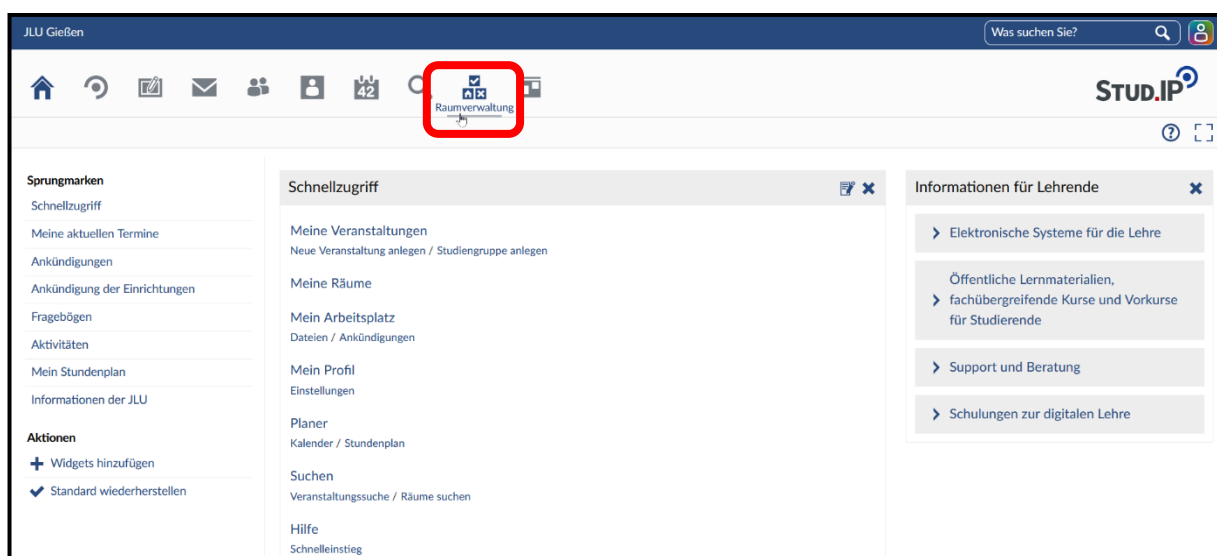 JLU Gießen
Was suchen Sie?
42
Raumverwaltung
STUD.IP
Sprungmarken
Schnellzugriff
Meine aktuellen Termine
Ankündigungen
Ankündigung der Einrichtungen
Fragebögen
Aktivitäten
Mein Stundenplan
Informationen der JLU
Aktionen
Widgets hinzufügen
Standard wiederherstellen
Schnellzugriff
Meine Veranstaltungen
Neue Veranstaltung anlegen / Studiengruppe anlegen
Meine Räume
Mein Arbeitsplatz
Dateien / Ankündigungen
Mein Profil
Einstellungen
Planer
Kalender / Stundenplan
Suchen
Veranstaltungssuche / Räume suchen
Hilfe
Schnelleinstieg
Informationen für Lehrende
Elektronische Systeme für die Lehre
Öffentliche Lernmaterialien,
fachübergreifende Kurse und Vorkurse
für Studierende
Support und Beratung
Schulungen zur digitalen Lehre